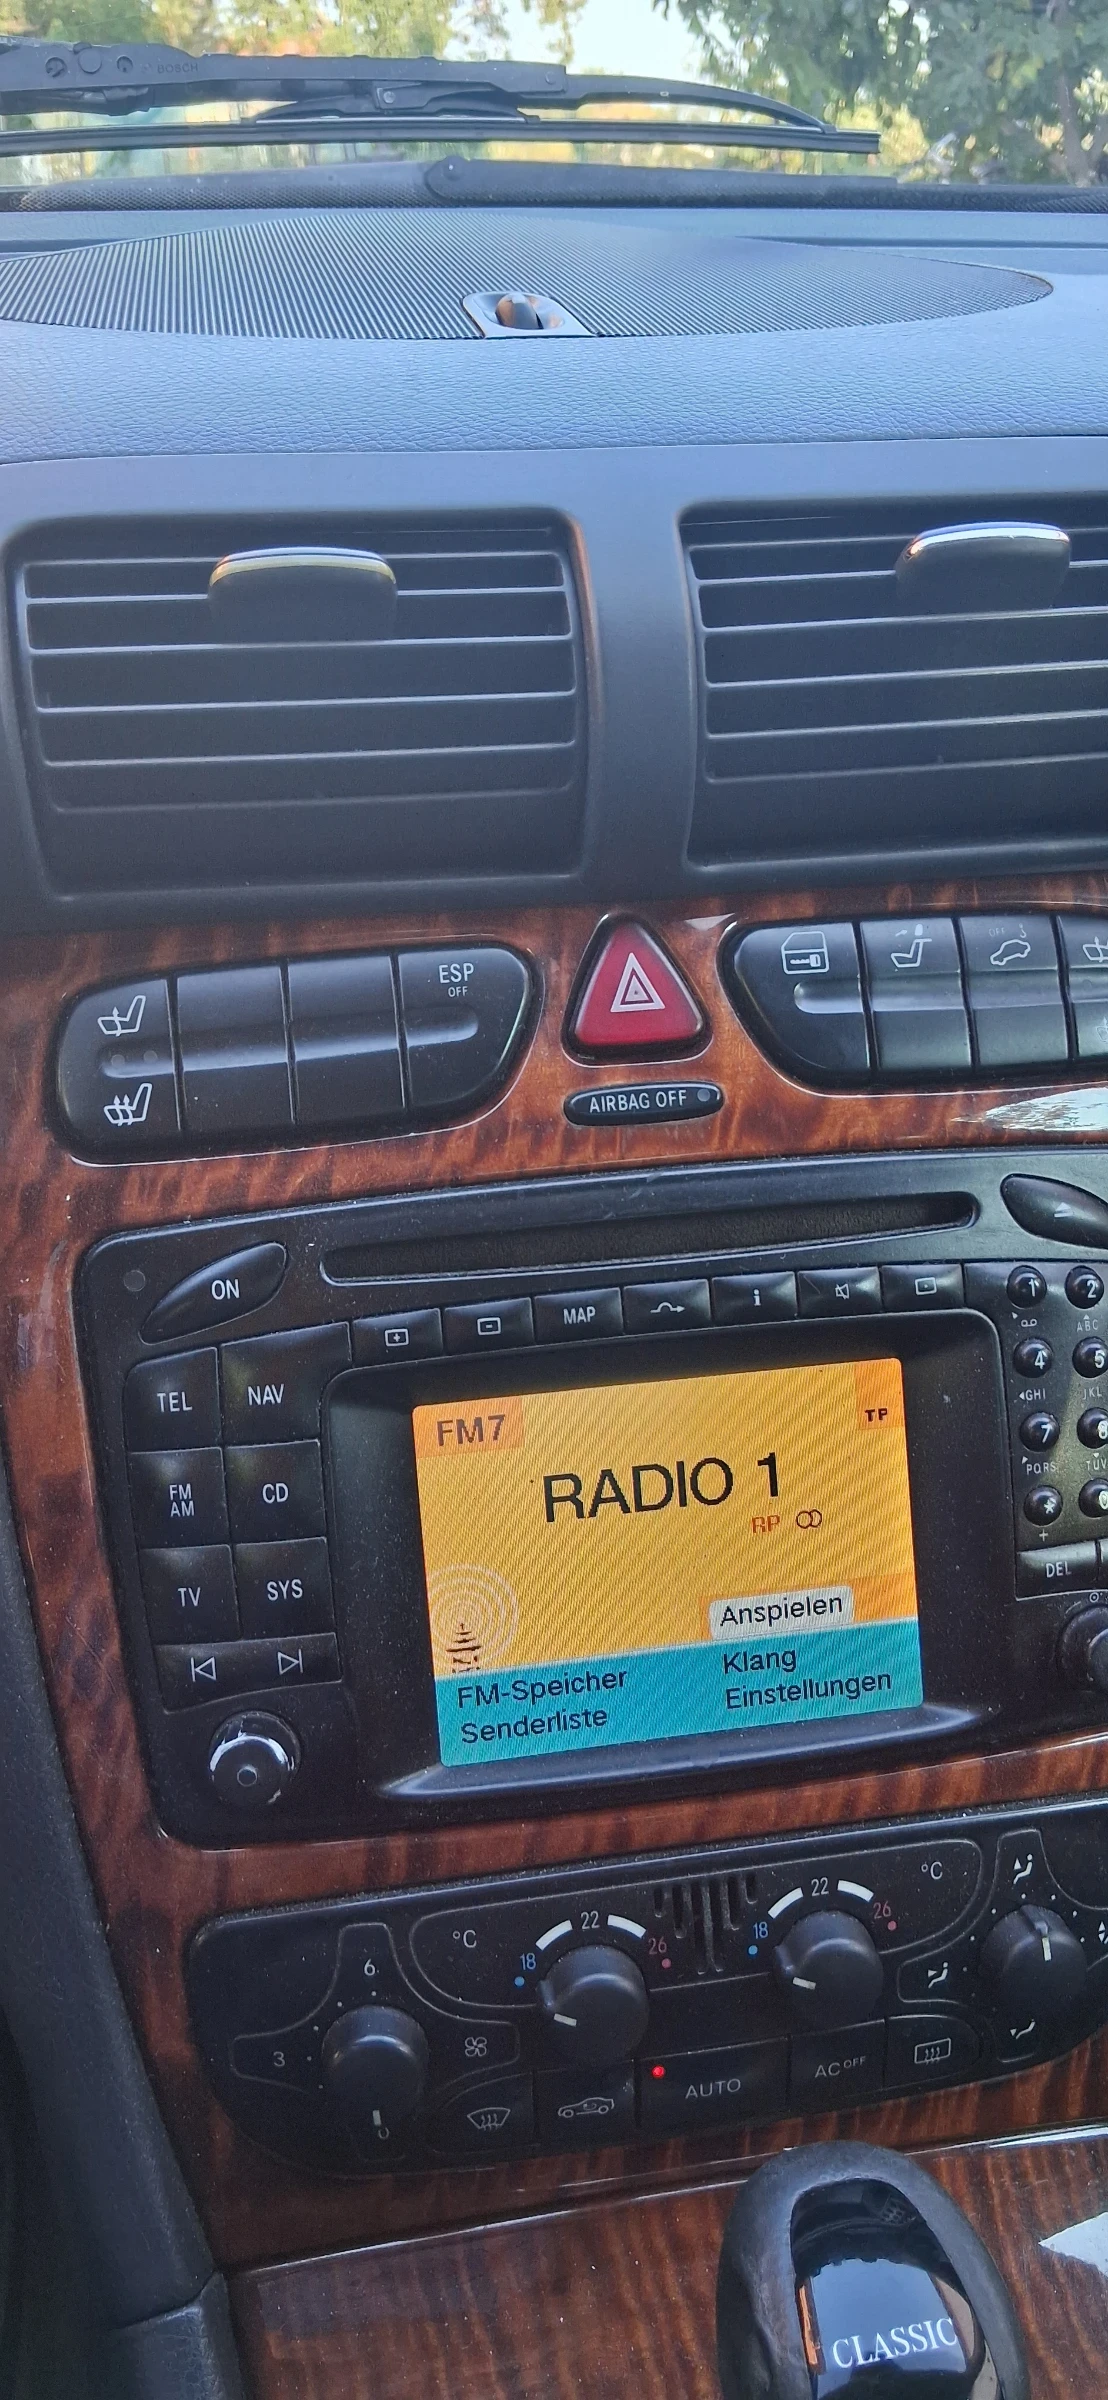 BOSCH
ESP
OFF
OFF
AIRBAG OFF
ON
MAP
i
1 2
ABC
TEL NAV
4 5
GHI JKL
FM
AM
CD
7 8
PQRS TUV
TV SYS
*
+
DEL
FM7
TP
RADIO 1
RP
Anspielen
FM-Speicher
Klang
Senderliste
Einstellungen
°C
18 22 26
18 22 26
°C
6
3
0
AUTO
AC OFF
CLASSIC